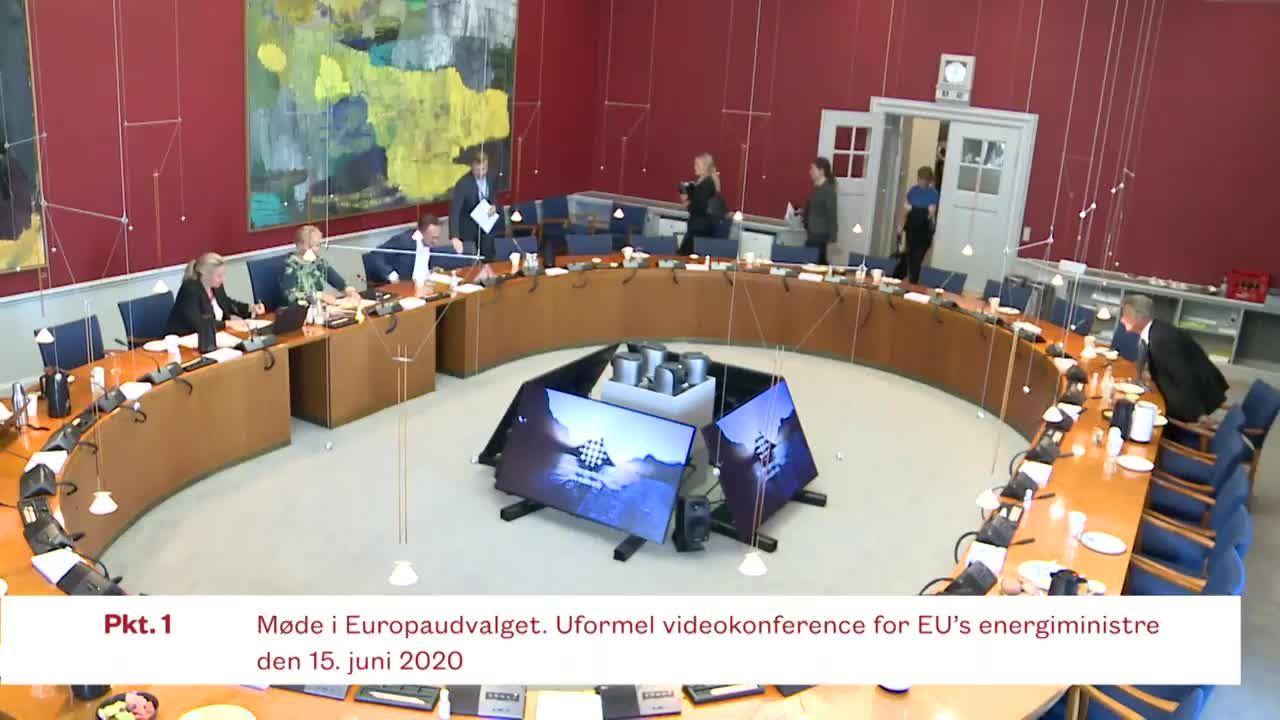 Pkt. 1
Møde i Europaudvalget. Uformel videokonference for EU's energiministre
den 15. juni 2020